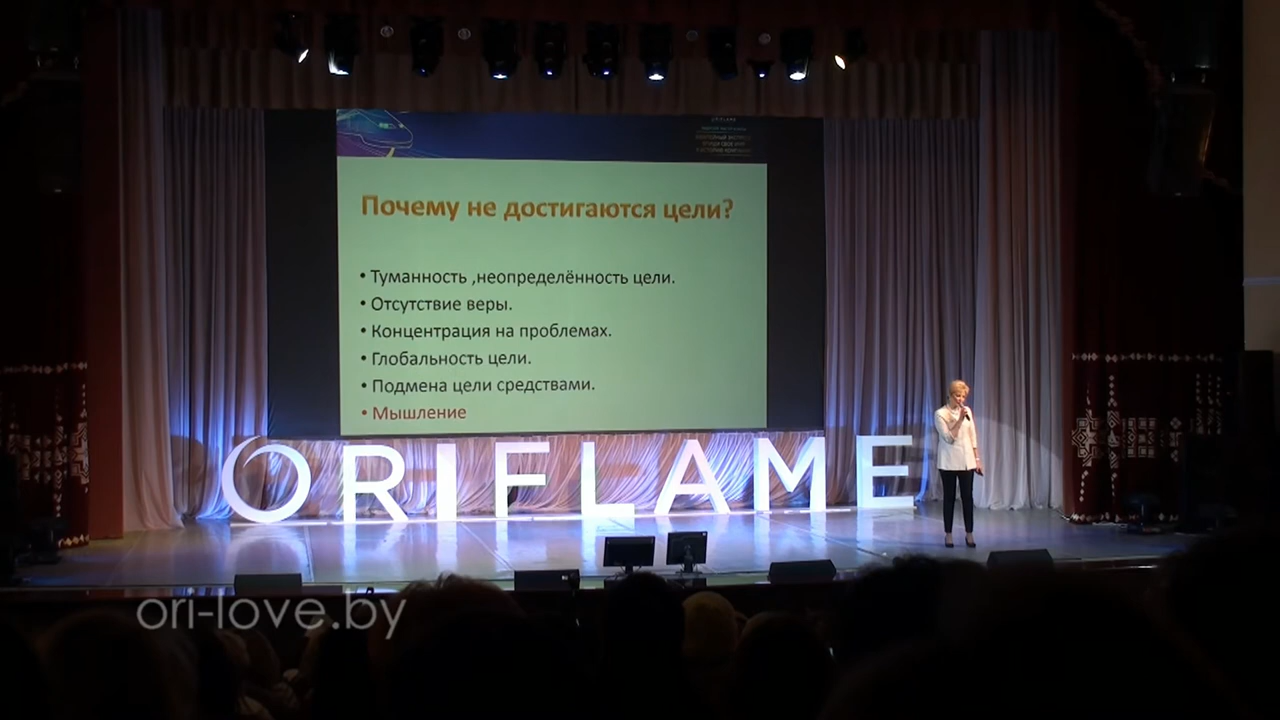 ORIFLAME
Почему не достигаются цели?
• Туманность ,неопределённость цели.
• Отсутствие веры.
• Концентрация на проблемах.
• Глобальность цели.
• Подмена цели средствами.
• Мышление
ORIFLAME
ori-love.by